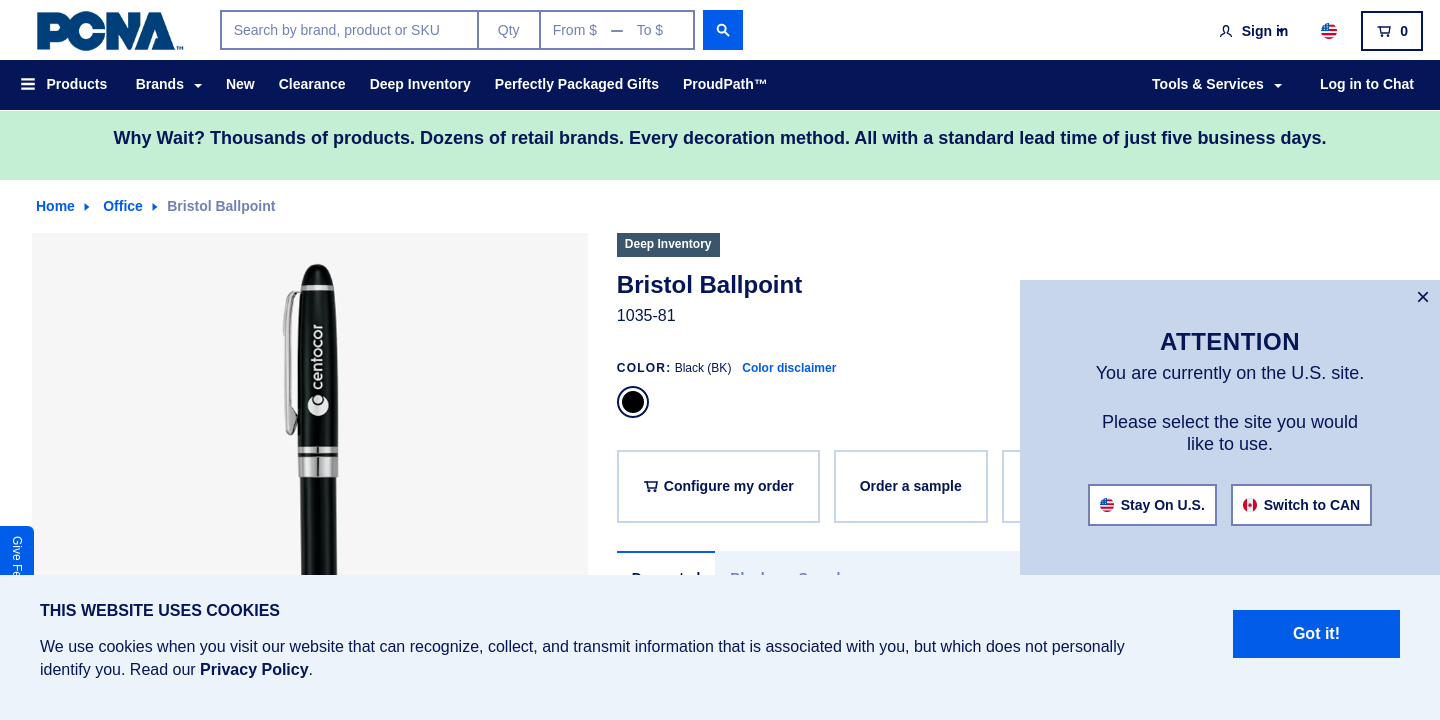 PCNA™
Search by brand, product or SKU
Qty
From $ — To $
Sign in
0
Products
Brands
New
Clearance
Deep Inventory
Perfectly Packaged Gifts
ProudPath™
Tools & Services
Log in to Chat
Why Wait? Thousands of products. Dozens of retail brands. Every decoration method. All with a standard lead time of just five business days.
Home
Office
Bristol Ballpoint
centocor
Deep Inventory
Bristol Ballpoint
1035-81
COLOR: Black (BK) Color disclaimer
Configure my order
Order a sample
×
ATTENTION
You are currently on the U.S. site.
Please select the site you would
like to use.
Stay On U.S.
Switch to CAN
Give
THIS WEBSITE USES COOKIES
We use cookies when you visit our website that can recognize, collect, and transmit information that is associated with you, but which does not personally
identify you. Read our Privacy Policy.
Got it!